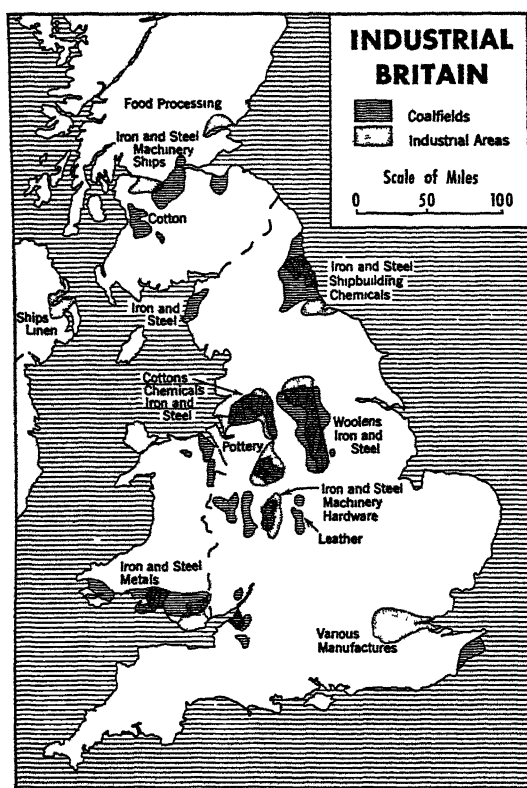 INDUSTRIAL
BRITAIN
Coalfields
Industrial Areas
Scale of Miles
0 50 100
Food Processing
Iron and Steel
Machinery
Ships
Cotton
Iron and Steel
Shipbuilding
Chemicals
Iron and
Steel
Ships
Linen
Cottons
Chemicals
Iron and
Steel
Woolens
Iron and
Steel
Pottery
Iron and Steel
Machinery
Hardware
Leather
Iron and Steel
Metals
Various
Manufactures